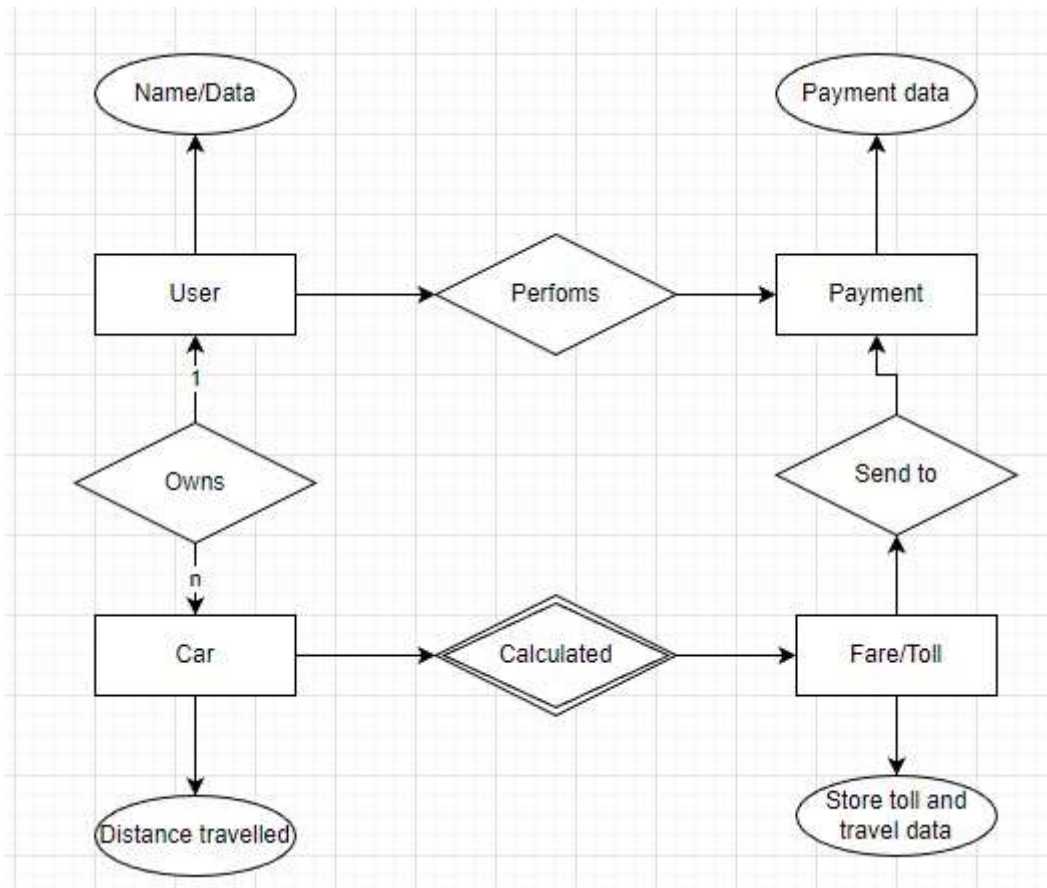 Name/Data
Payment data
User
Perfoms
Payment
1
Owns
Send to
n
Car
Calculated
Fare/Toll
Distance travelled
Store toll and
travel data